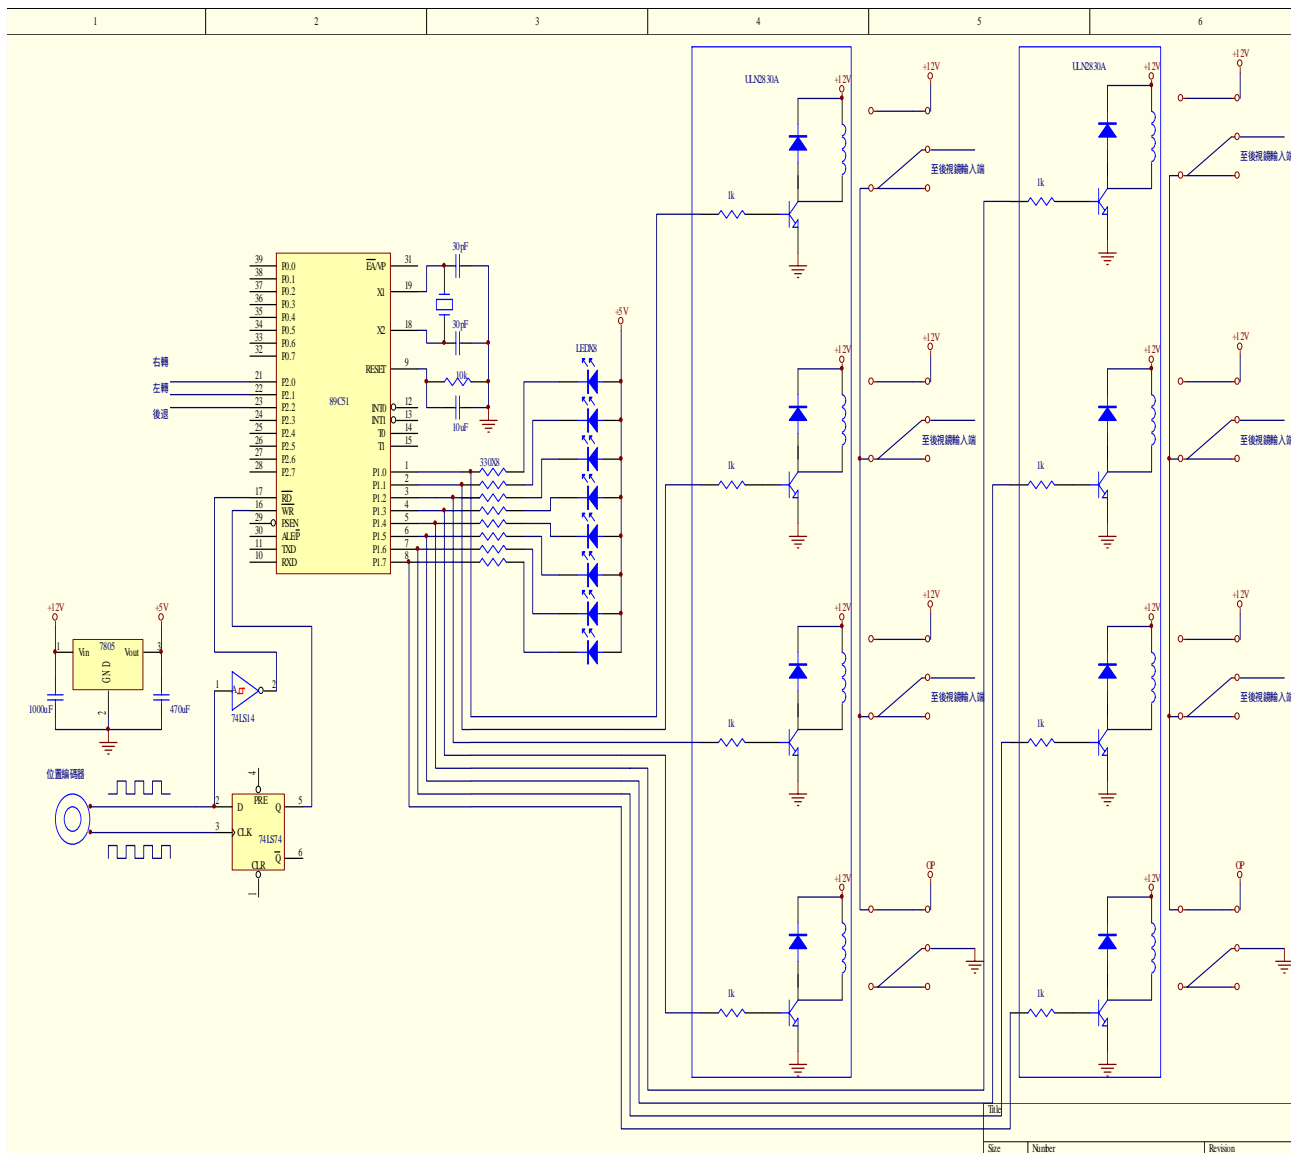 1 2 3 4 5 6
ULN2830A
+12V
+12V
1k
至後視鏡輸入端
ULN2830A
+12V
+12V
1k
至後視鏡輸入端
右轉
左轉
後退
39 P0.0
38 P0.1
37 P0.2
36 P0.3
35 P0.4
34 P0.5
33 P0.6
32 P0.7
21 P2.0
22 P2.1
23 P2.2
24 P2.3
25 P2.4
26 P2.5
27 P2.6
28 P2.7
17 RD
16 WR
29 PSEN
30 ALEP
11 TXD
10 RXD
89C51
EA/VP 31
X1 19
X2 18
RESET 9
INT0 12
INT1 13
T0 14
T1 15
P1.0 1
P1.1 2
P1.2 3
P1.3 4
P1.4 5
P1.5 6
P1.6 7
P1.7 8
30pF
30pF
10k
10uF
330X8
LEDX8
+5V
+12V
+12V
1k
至後視鏡輸入端
+12V
+12V
1k
至後視鏡輸入端
+12V
+5V
1 Vin 7805 Vout 3
GND
2
1000uF
470uF
1 A 2
74LS14
+12V
+12V
1k
至後視鏡輸入端
+12V
+12V
1k
至後視鏡輸入端
位置編碼器
4
PRE
2 D Q 5
3 CLK
74LS74
Q 6
CLR
1
+12V
OP
1k
+12V
OP
1k
Title
Size Number Revision